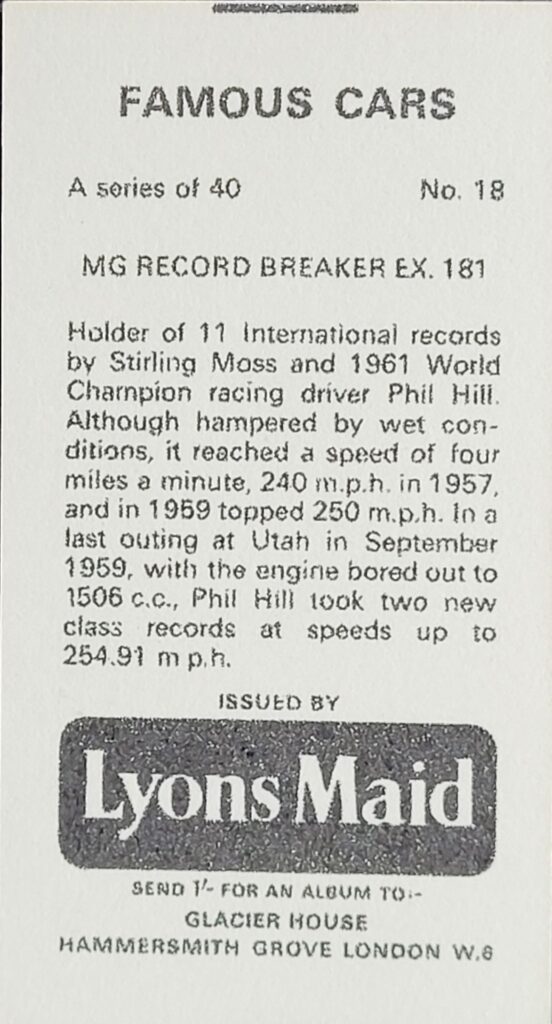 FAMOUS CARS
A series of 40 No. 18
MG RECORD BREAKER EX. 181
Holder of 11 International records
by Stirling Moss and 1961 World
Champion racing driver Phil Hill.
Although hampered by wet con-
ditions, it reached a speed of four
miles a minute, 240 m.p.h. in 1957,
and in 1959 topped 250 m.p.h. In a
last outing at Utah in September
1959, with the engine bored out to
1506 c.c., Phil Hill took two new
class records at speeds up to
254.91 m p.h.
ISSUED BY
Lyons Maid
SEND 1/- FOR AN ALBUM TO:-
GLACIER HOUSE
HAMMERSMITH GROVE LONDON W.6